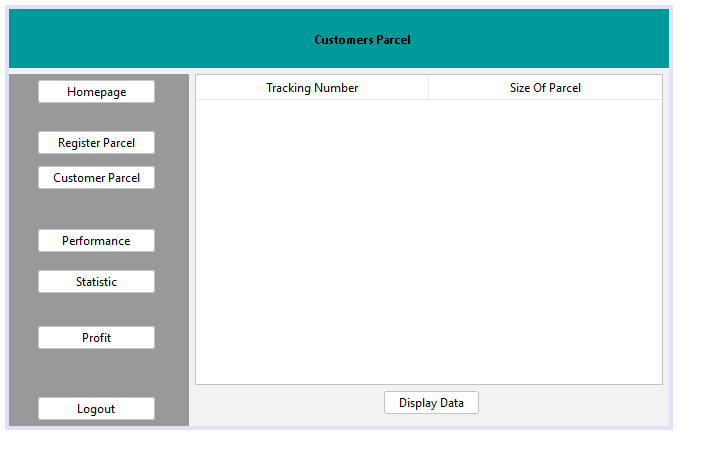 Customers Parcel
Homepage
Register Parcel
Customer Parcel
Performance
Statistic
Profit
Logout
Tracking Number
Size Of Parcel
Display Data